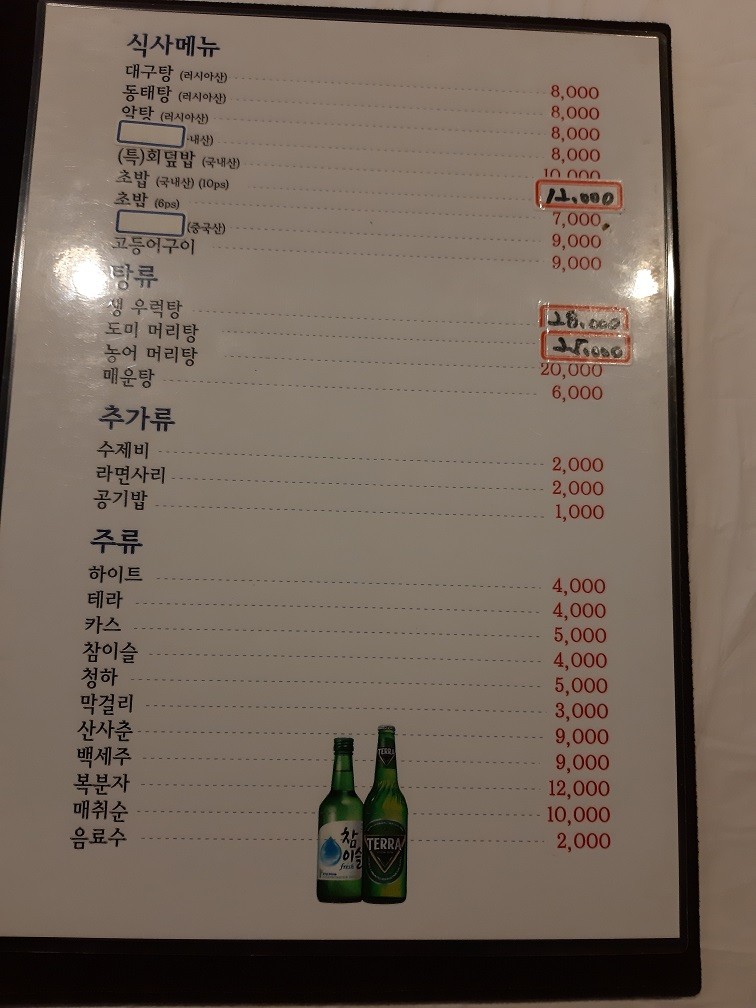 식사메뉴
대구탕 (러시아산) 8,000
동태탕 (러시아산) 8,000
알탕 (러시아산) 8,000
내산) 8,000
(특)회덮밥 (국내산) 10,000
초밥 (국내산) (10ps) 12,000
초밥 (6ps) 7,000
(중국산) 9,000
고등어구이 9,000
탕류
생 우럭탕 28,000
도미 머리탕 25,000
농어 머리탕 20,000
매운탕 6,000
추가류
수제비 2,000
라면사리 2,000
공기밥 1,000
주류
하이트 4,000
테라 4,000
카스 5,000
참이슬 4,000
청하 5,000
막걸리 3,000
산사춘 9,000
백세주 9,000
복분자 12,000
매취순 10,000
음료수 2,000
TERRA
참이슬
fresh
TERRA